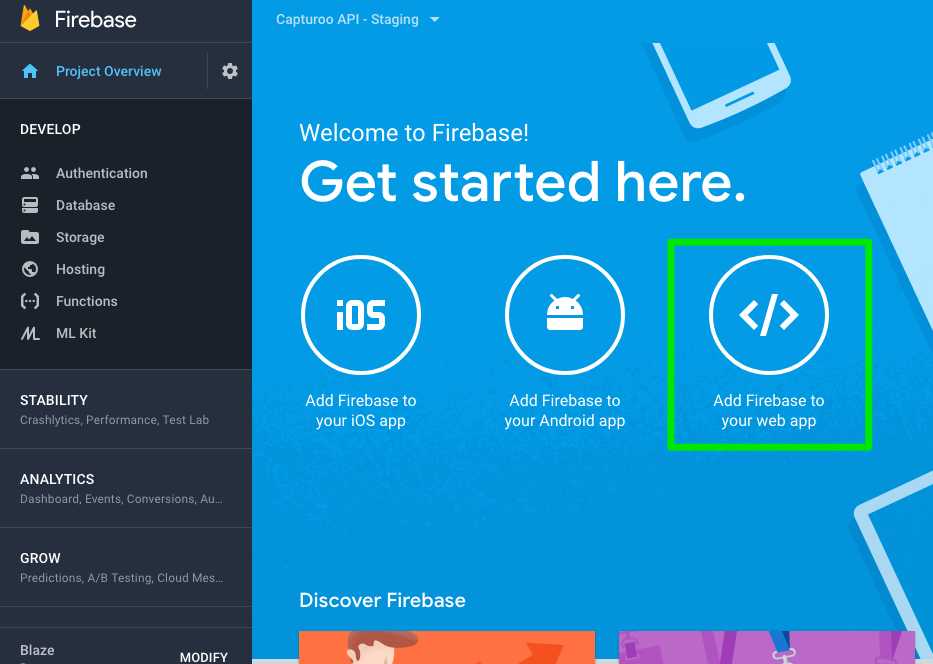 Firebase
Capturoo API - Staging
Project Overview
DEVELOP
Authentication
Database
Storage
Hosting
Functions
ML Kit
STABILITY
Crashlytics, Performance, Test Lab
ANALYTICS
Dashboard, Events, Conversions, Au...
GROW
Predictions, A/B Testing, Cloud Mes...
Blaze
MODIFY
Welcome to Firebase!
Get started here.
iOS
Add Firebase to
your iOS app
Add Firebase to
your Android app
</>
Add Firebase to
your web app
Discover Firebase